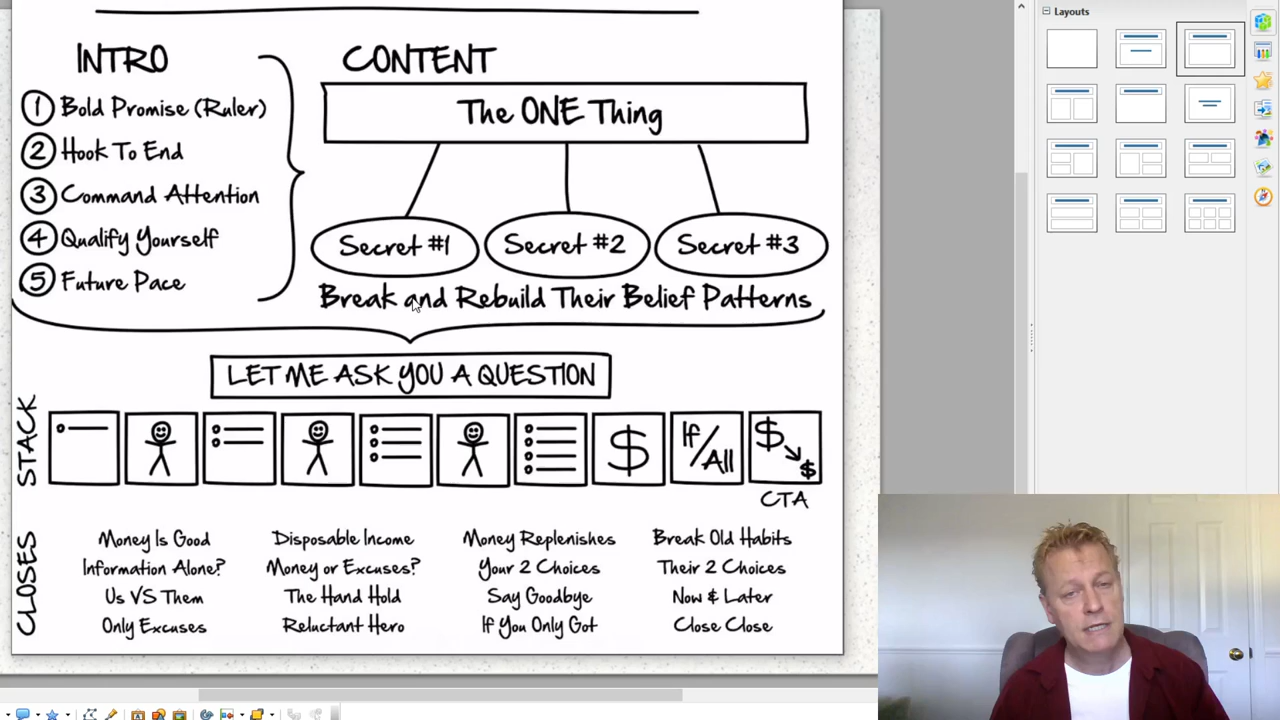 Layouts
INTRO
1 Bold Promise (Ruler)
2 Hook To End
3 Command Attention
4 Qualify Yourself
5 Future Pace
CONTENT
The ONE Thing
Secret #1 Secret #2 Secret #3
Break and Rebuild Their Belief Patterns
LET ME ASK YOU A QUESTION
STACK
$
If/All
$ $
CTA
CLOSES
Money Is Good Disposable Income Money Replenishes Break Old Habits
Information Alone? Money or Excuses? Your 2 Choices Their 2 Choices
Us VS Them The Hand Hold Say Goodbye Now & Later
Only Excuses Reluctant Hero If You Only Got Close Close